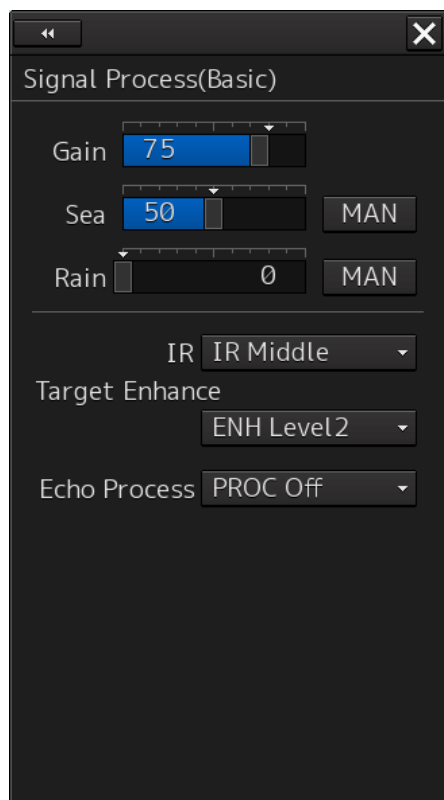 Signal Process(Basic)
Gain 75
Sea 50 MAN
Rain 0 MAN
IR IR Middle
Target Enhance
ENH Level2
Echo Process PROC Off